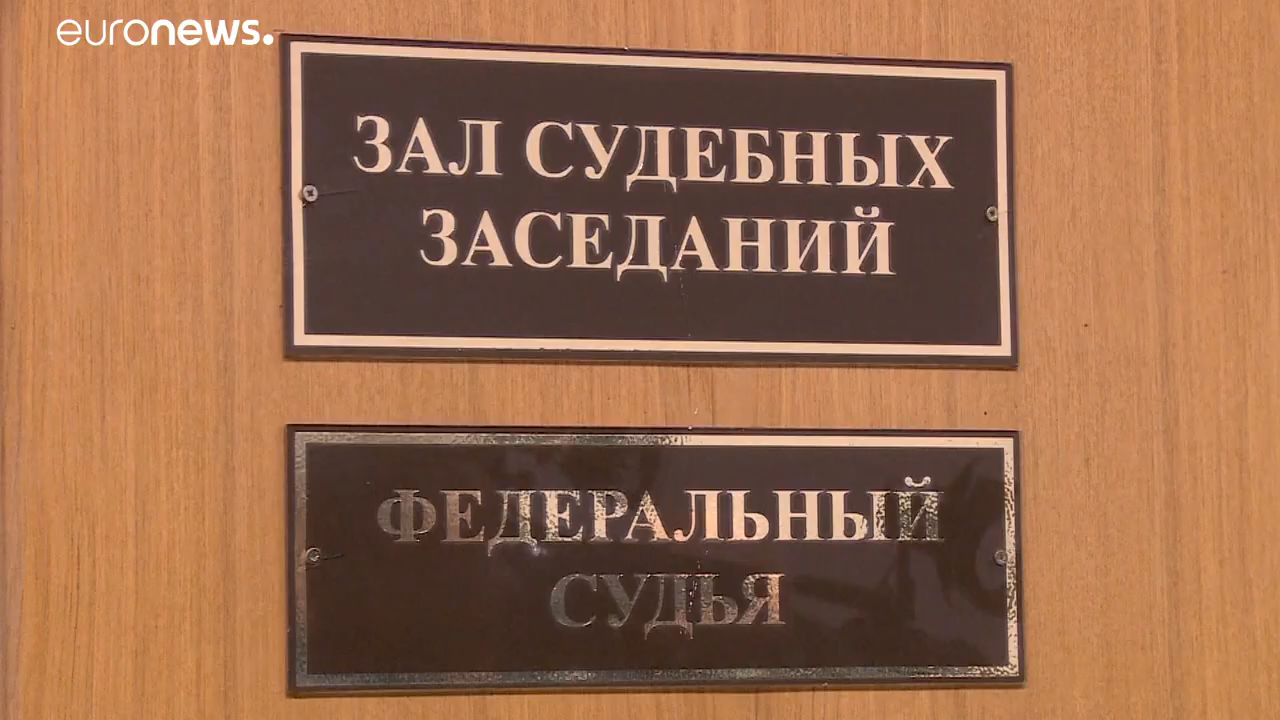 euronews.
ЗАЛ СУДЕБНЫХ
ЗАСЕДАНИЙ
ФЕДЕРАЛЬНЫЙ
СУДЬЯ